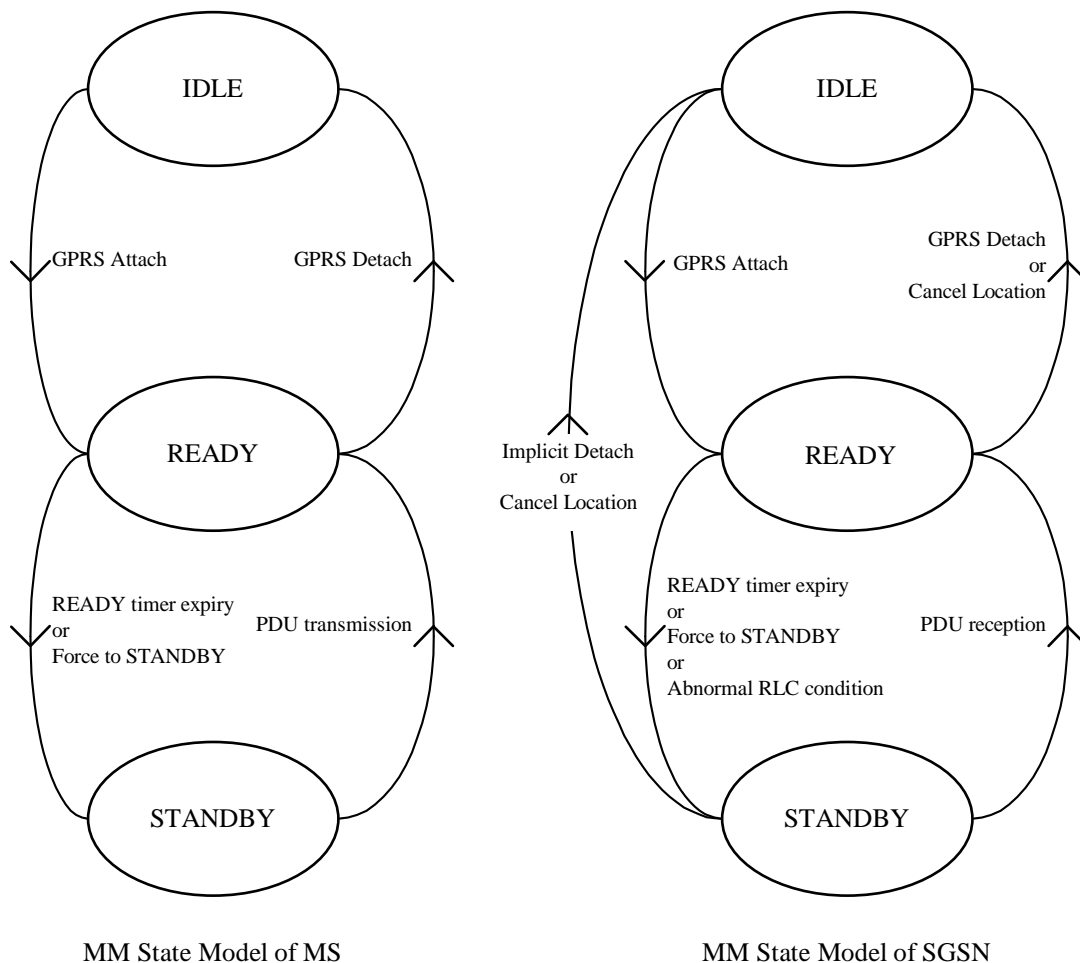 IDLE
GPRS Attach
GPRS Detach
READY
READY timer expiry
or
Force to STANDBY
PDU transmission
STANDBY
MM State Model of MS
IDLE
GPRS Attach
GPRS Detach
or
Cancel Location
Implicit Detach
or
Cancel Location
READY
READY timer expiry
or
Force to STANDBY
or
Abnormal RLC condition
PDU reception
STANDBY
MM State Model of SGSN